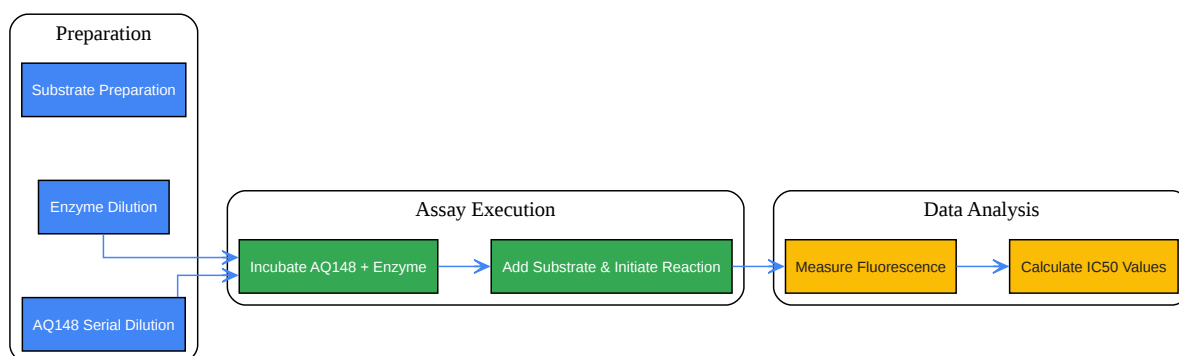 Preparation
Substrate Preparation
Enzyme Dilution
AQ148 Serial Dilution
Assay Execution
Incubate AQ148 + Enzyme
Add Substrate & Initiate Reaction
Data Analysis
Measure Fluorescence
Calculate IC50 Values